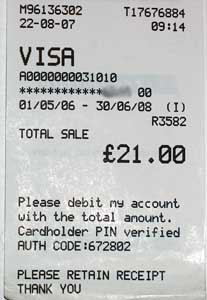 M96136302 T17676884
22-08-07 09:14
VISA
A0000000031010
************ 00
01/05/06 - 30/06/08 (I)
R3582
TOTAL SALE
£21.00
Please debit my account
with the total amount.
Cardholder PIN verified
AUTH CODE:672802
PLEASE RETAIN RECEIPT
THANK YOU